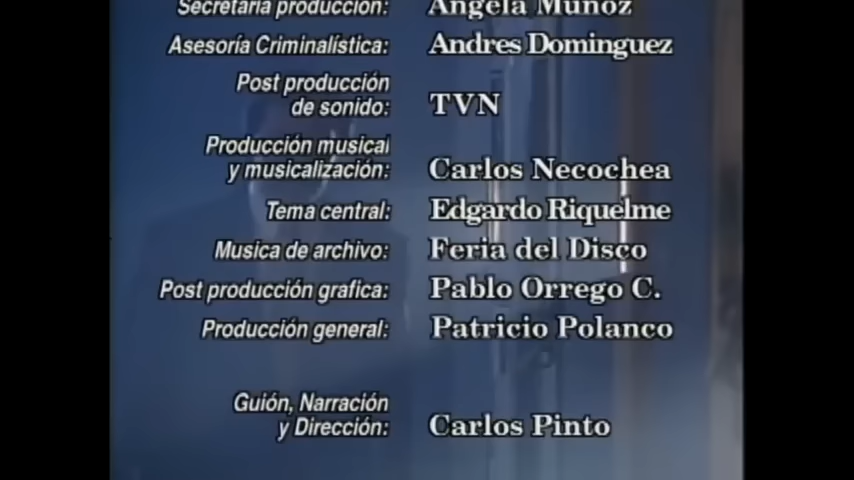 Secretaria producción: Angela Muñoz
Asesoría Criminalística: Andres Dominguez
Post producción
de sonido: TVN
Producción musical
y musicalización: Carlos Necochea
Tema central: Edgardo Riquelme
Musica de archivo: Feria del Disco
Post producción grafica: Pablo Orrego C.
Producción general: Patricio Polanco
Guión, Narración
y Dirección: Carlos Pinto